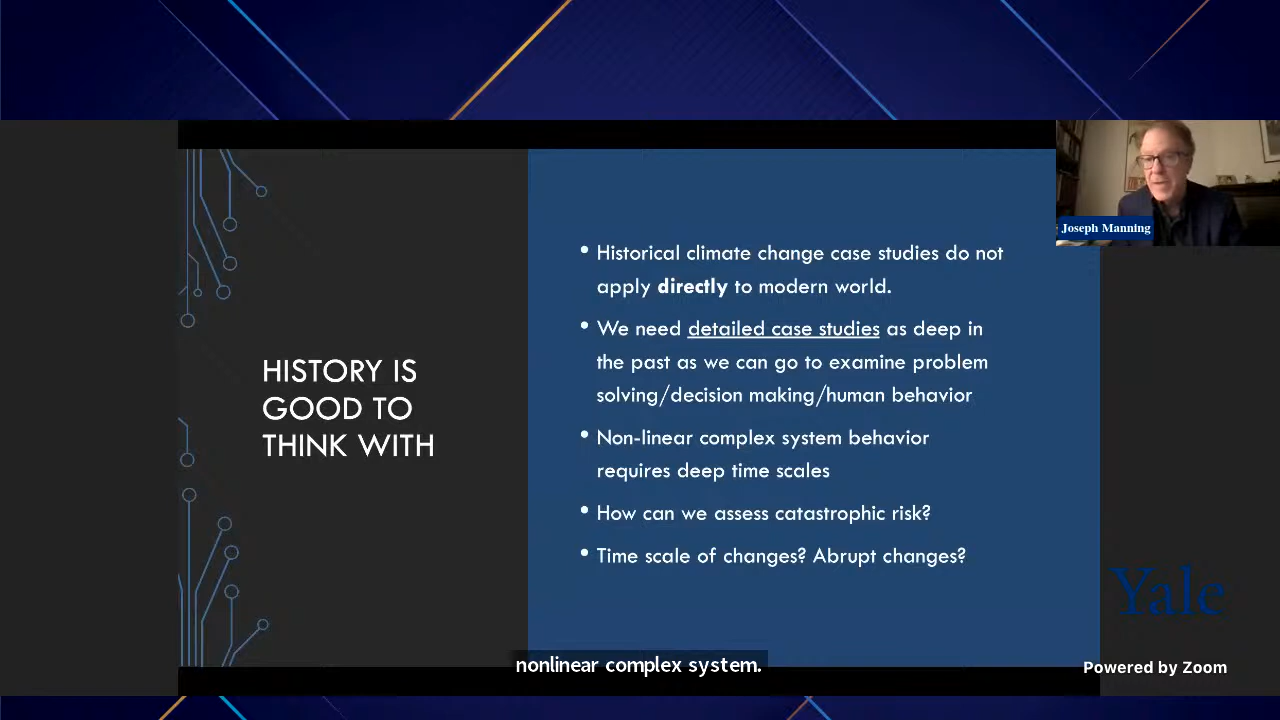 HISTORY IS
GOOD TO
THINK WITH
• Historical climate change case studies do not
apply directly to modern world.
• We need detailed case studies as deep in
the past as we can go to examine problem
solving/decision making/human behavior
• Non-linear complex system behavior
requires deep time scales
• How can we assess catastrophic risk?
• Time scale of changes? Abrupt changes?
Joseph Manning
Yale
nonlinear complex system.
Powered by Zoom